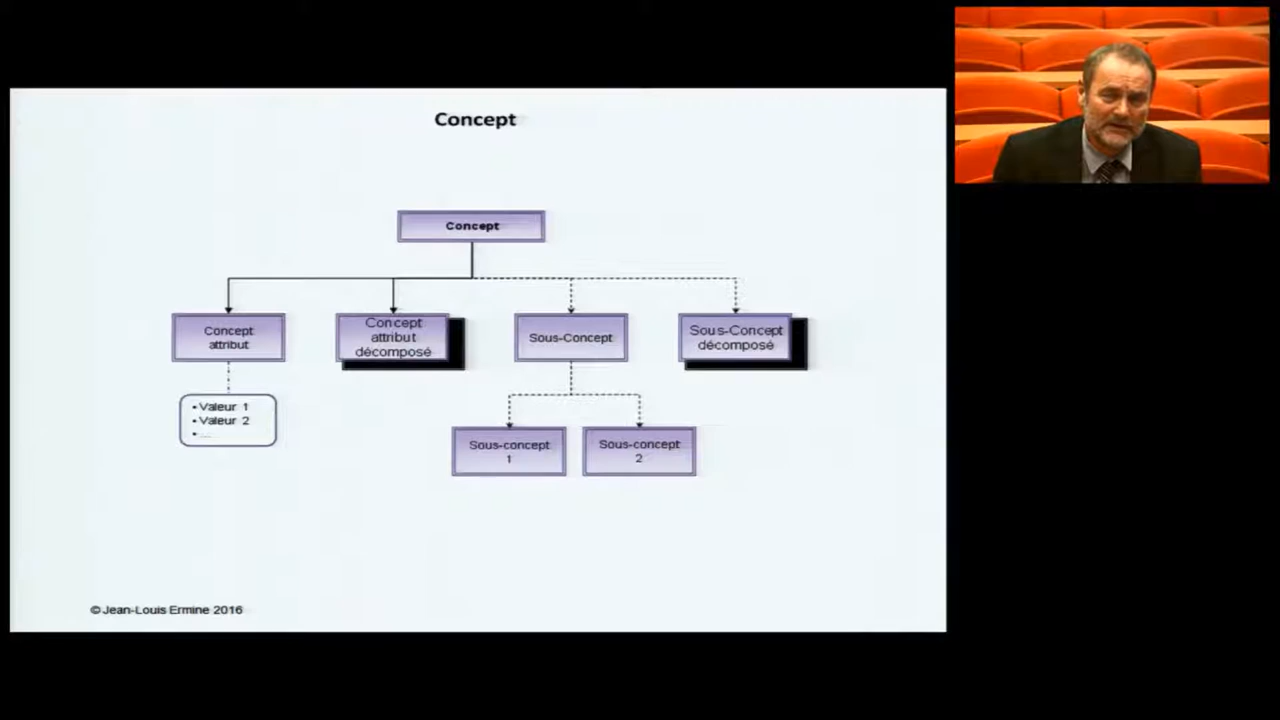 Concept
Concept
Concept
attribut
Concept
attribut
décomposé
Sous-Concept
Sous-Concept
décomposé
• Valeur 1
• Valeur 2
• ...
Sous-concept
1
Sous-concept
2
© Jean-Louis Ermine 2016